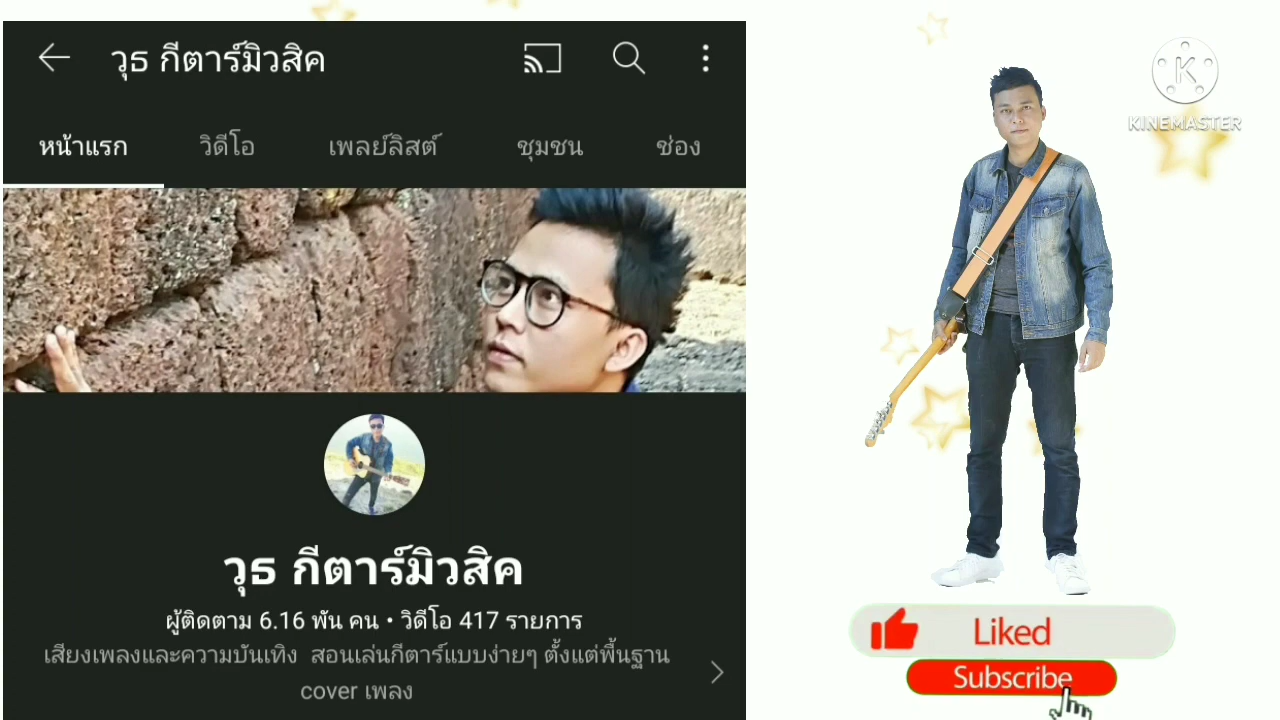 วุธ กีตาร์มิวสิค
หน้าแรก วิดีโอ เพลย์ลิสต์ ชุมชน ช่อง
วุธ กีตาร์มิวสิค
ผู้ติดตาม 6.16 พัน คน • วิดีโอ 417 รายการ
เสียงเพลงและความบันเทิง สอนเล่นกีตาร์แบบง่ายๆ ตั้งแต่พื้นฐาน
cover เพลง
K
KINEMASTER
Liked
Subscribe